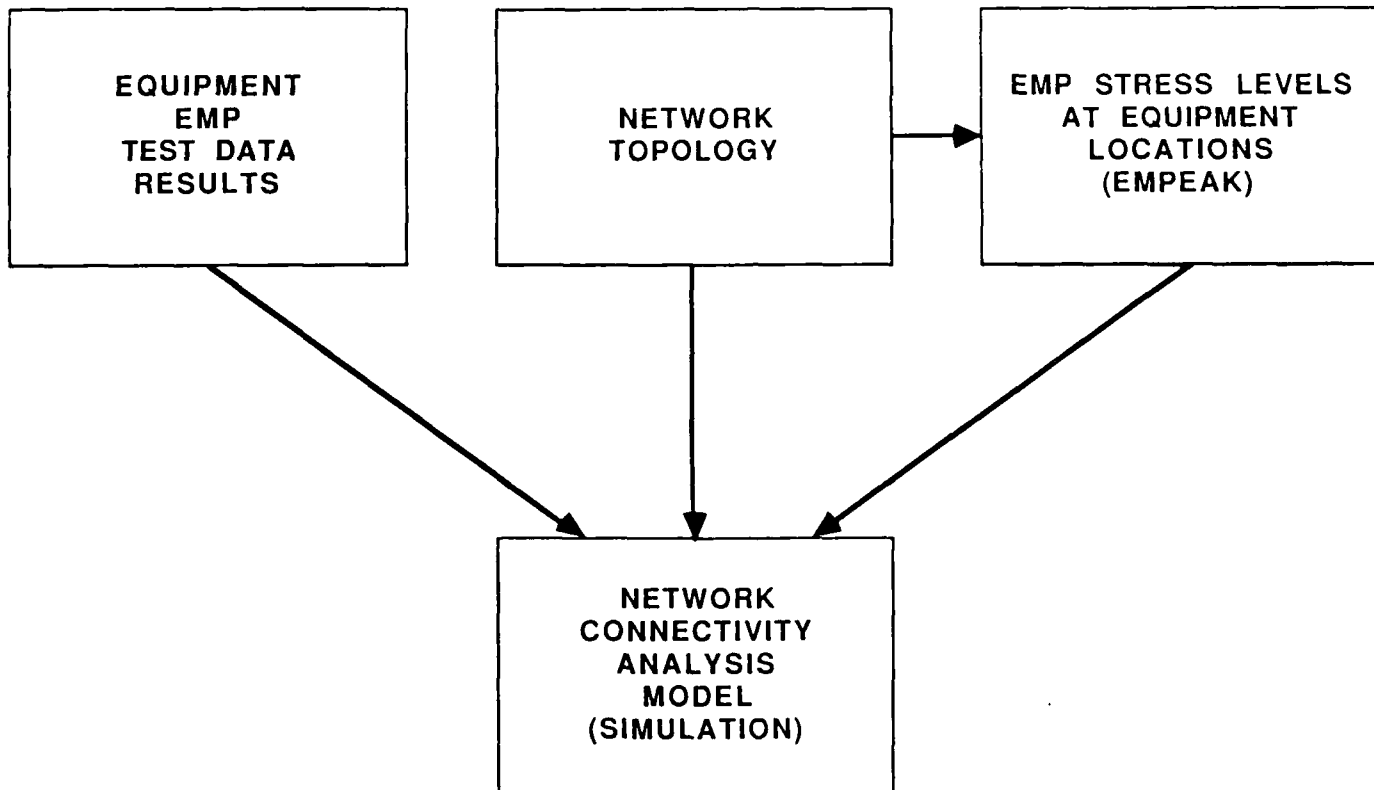 EQUIPMENT
EMP
TEST DATA
RESULTS
NETWORK
TOPOLOGY
EMP STRESS LEVELS
AT EQUIPMENT
LOCATIONS
(EMPEAK)
NETWORK
CONNECTIVITY
ANALYSIS
MODEL
(SIMULATION)